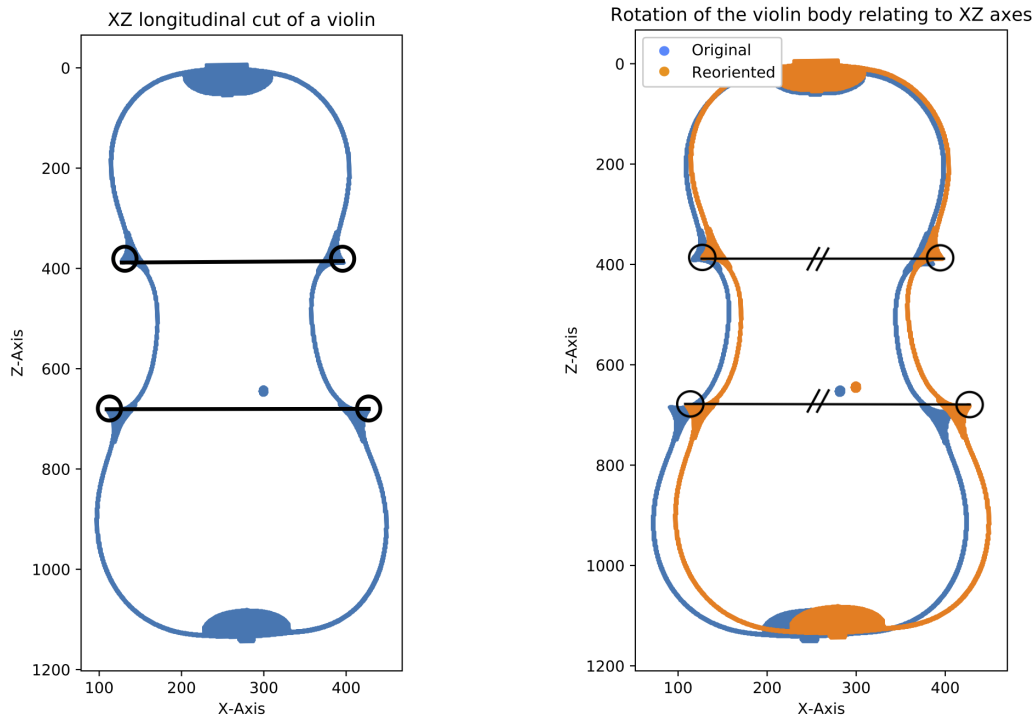 XZ longitudinal cut of a violin
0
200
400
600
800
1000
1200
Z-Axis
100 200 300 400
X-Axis
Rotation of the violin body relating to XZ axes
Original
Reoriented
0
200
400
600
800
1000
1200
Z-Axis
100 200 300 400
X-Axis